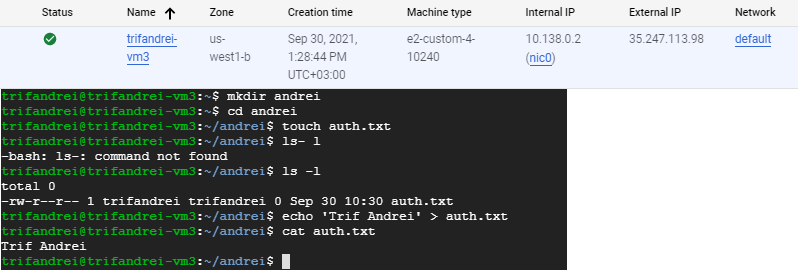 Status Name ↑ Zone Creation time Machine type Internal IP External IP Network
trifandrei- us- Sep 30, 2021, e2-custom-4- 10.138.0.2 35.247.113.98 default
vm3 west1-b 1:28:44 PM 10240 (nic0)
UTC+03:00
trifandrei@trifandrei-vm3:~$ mkdir andrei
trifandrei@trifandrei-vm3:~$ cd andrei
trifandrei@trifandrei-vm3:~/andrei$ touch auth.txt
trifandrei@trifandrei-vm3:~/andrei$ ls- l
-bash: ls-: command not found
trifandrei@trifandrei-vm3:~/andrei$ ls -l
total 0
-rw-r--r-- 1 trifandrei trifandrei 0 Sep 30 10:30 auth.txt
trifandrei@trifandrei-vm3:~/andrei$ echo 'Trif Andrei' > auth.txt
trifandrei@trifandrei-vm3:~/andrei$ cat auth.txt
Trif Andrei
trifandrei@trifandrei-vm3:~/andrei$